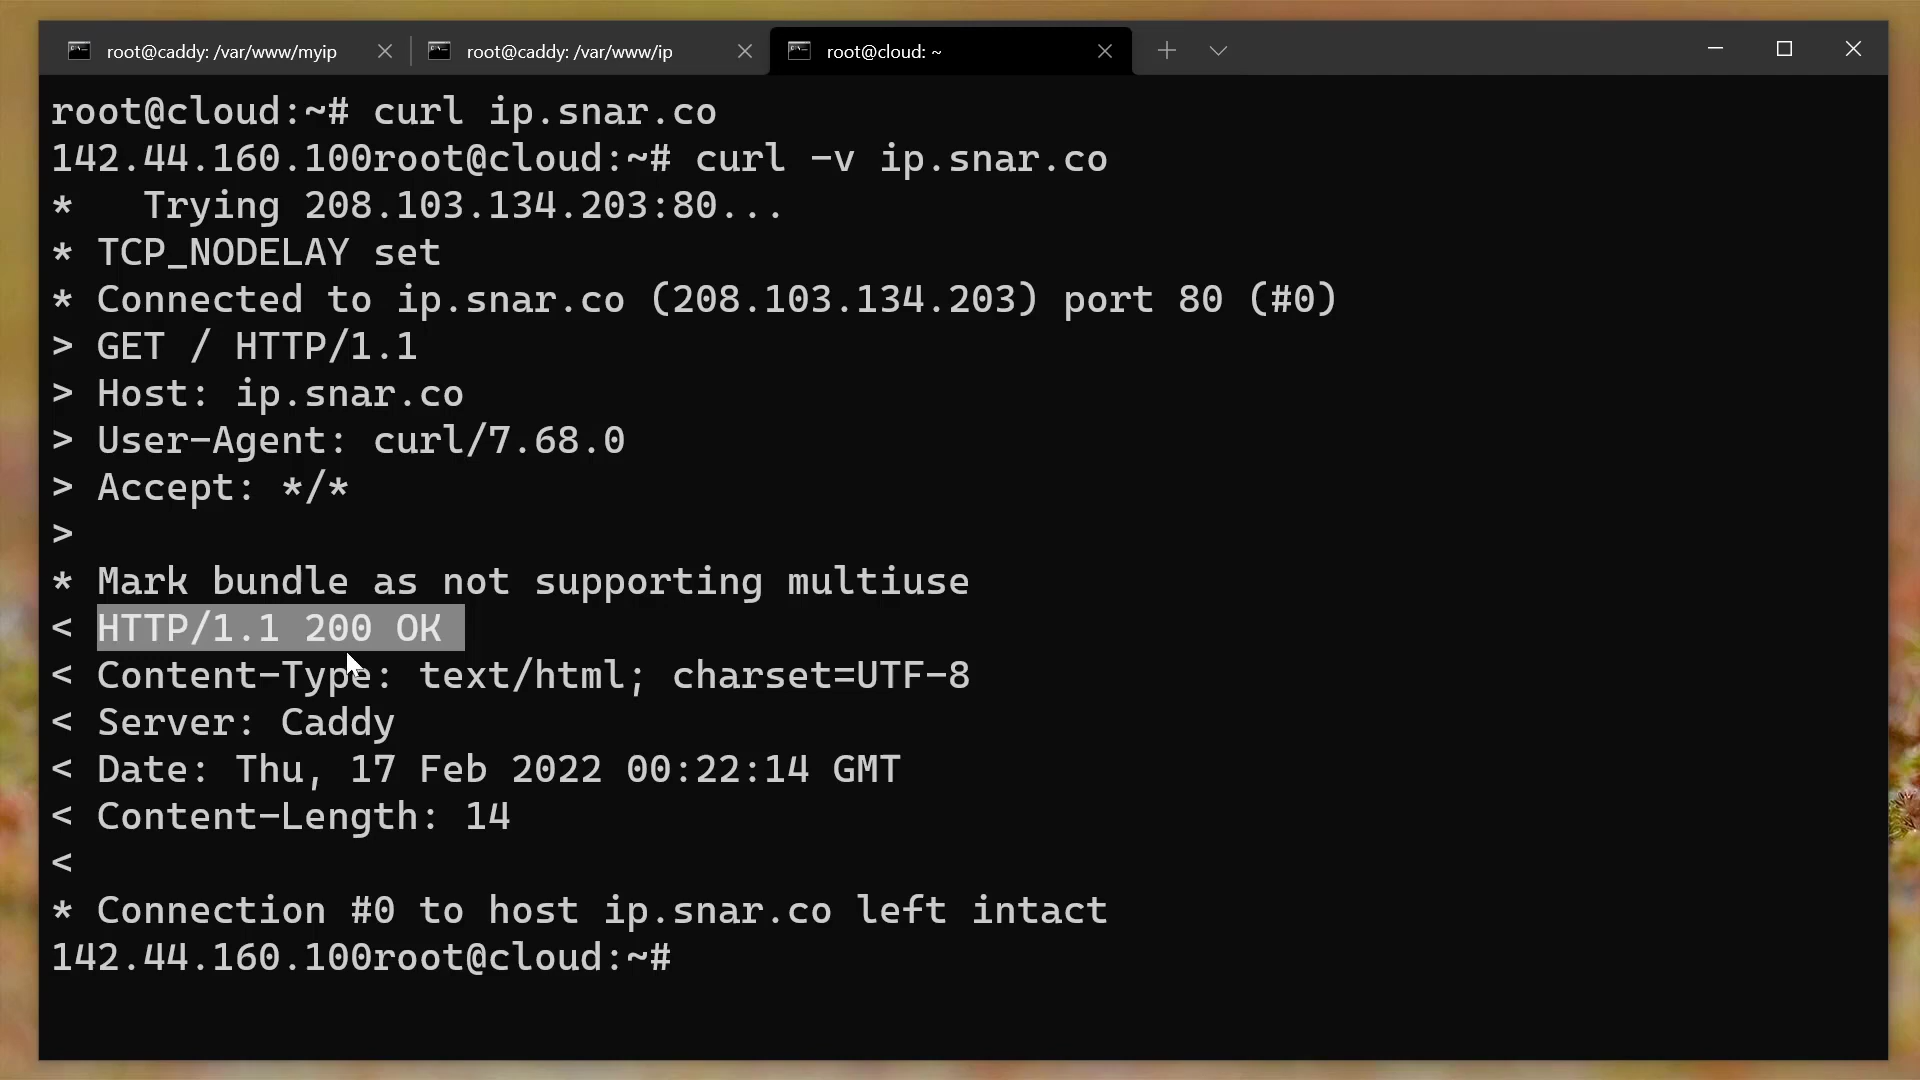 root@caddy: /var/www/myip
root@caddy: /var/www/ip
root@cloud: ~
root@cloud:~# curl ip.snar.co
142.44.160.100root@cloud:~# curl -v ip.snar.co
*   Trying 208.103.134.203:80...
* TCP_NODELAY set
* Connected to ip.snar.co (208.103.134.203) port 80 (#0)
> GET / HTTP/1.1
> Host: ip.snar.co
> User-Agent: curl/7.68.0
> Accept: */*
>
* Mark bundle as not supporting multiuse
< HTTP/1.1 200 OK
< Content-Type: text/html; charset=UTF-8
< Server: Caddy
< Date: Thu, 17 Feb 2022 00:22:14 GMT
< Content-Length: 14
<
* Connection #0 to host ip.snar.co left intact
142.44.160.100root@cloud:~#